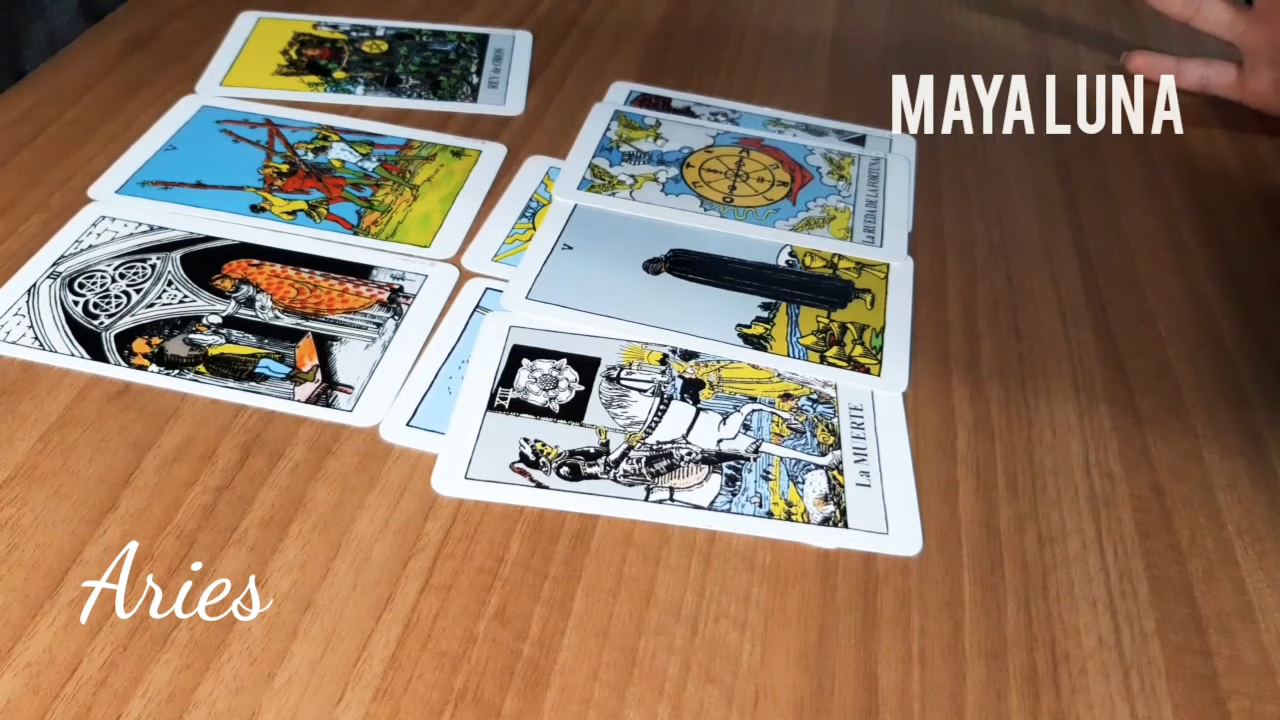 MAYA LUNA
REY de OROS
V
La RUEDA DE LA FORTUNA
V
XIII
La MUERTE
Aries